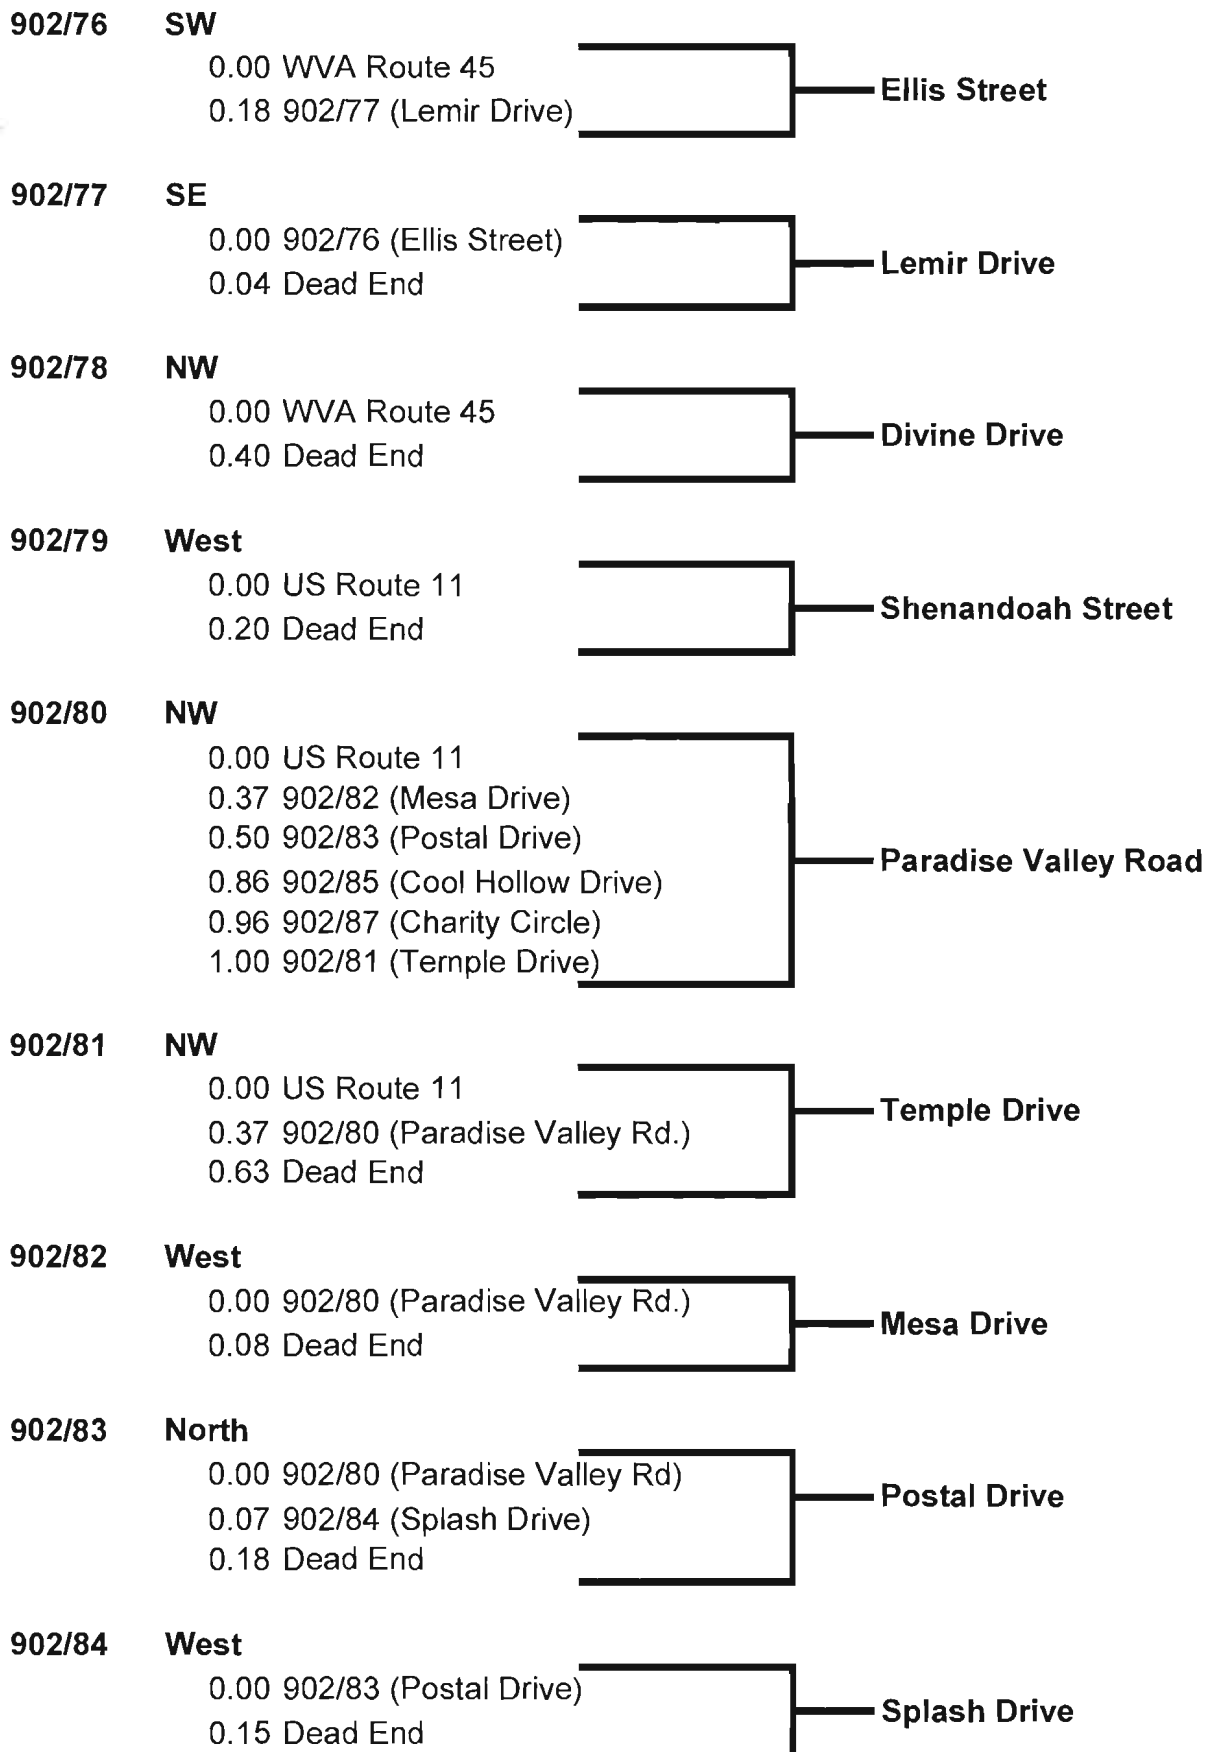 902/76 SW
0.00 WVA Route 45
0.18 902/77 (Lemir Drive)
Ellis Street
902/77 SE
0.00 902/76 (Ellis Street)
0.04 Dead End
Lemir Drive
902/78 NW
0.00 WVA Route 45
0.40 Dead End
Divine Drive
902/79 West
0.00 US Route 11
0.20 Dead End
Shenandoah Street
902/80 NW
0.00 US Route 11
0.37 902/82 (Mesa Drive)
0.50 902/83 (Postal Drive)
0.86 902/85 (Cool Hollow Drive)
0.96 902/87 (Charity Circle)
1.00 902/81 (Temple Drive)
Paradise Valley Road
902/81 NW
0.00 US Route 11
0.37 902/80 (Paradise Valley Rd.)
0.63 Dead End
Temple Drive
902/82 West
0.00 902/80 (Paradise Valley Rd.)
0.08 Dead End
Mesa Drive
902/83 North
0.00 902/80 (Paradise Valley Rd)
0.07 902/84 (Splash Drive)
0.18 Dead End
Postal Drive
902/84 West
0.00 902/83 (Postal Drive)
0.15 Dead End
Splash Drive